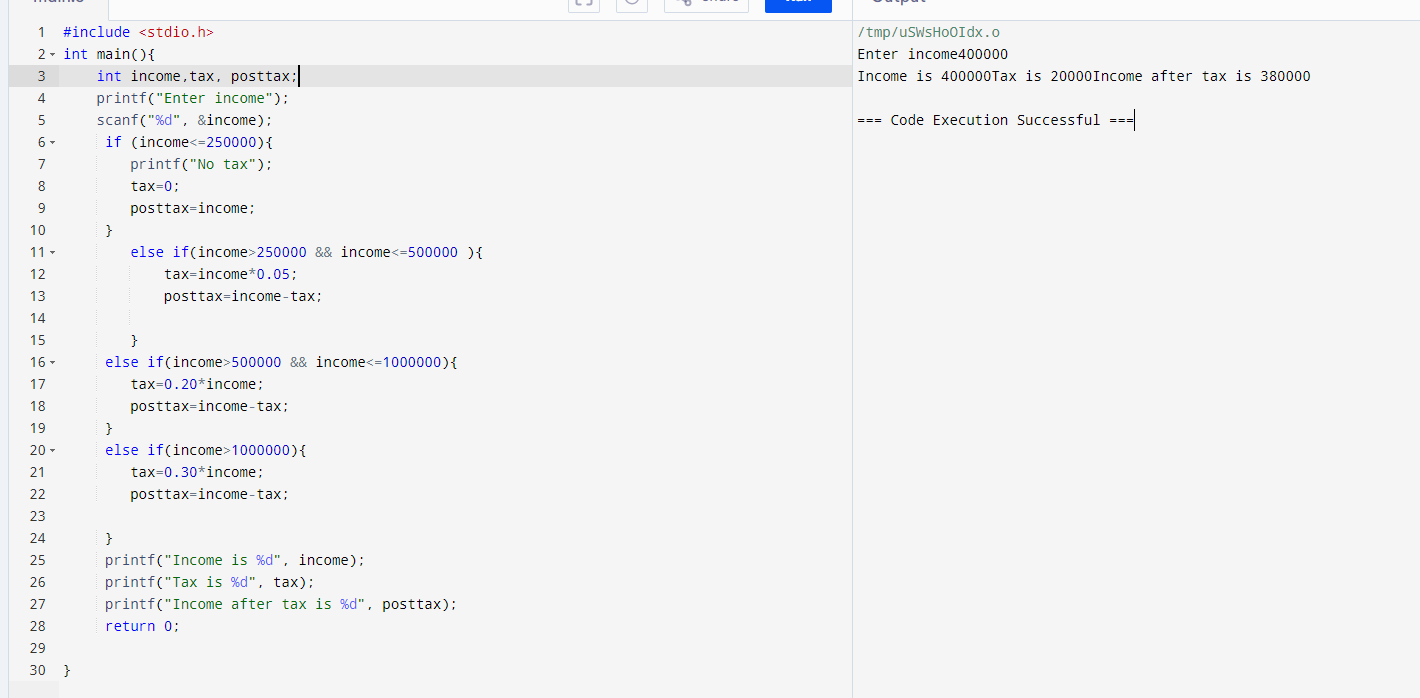 main.c
Share
Run
Output
1 #include <stdio.h>
2 int main(){
3     int income,tax, posttax;
4     printf("Enter income");
5     scanf("%d", &income);
6      if (income<=250000){
7         printf("No tax");
8         tax=0;
9         posttax=income;
10      }
11         else if(income>250000 && income<=500000 ){
12             tax=income*0.05;
13             posttax=income-tax;
14
15         }
16      else if(income>500000 && income<=1000000){
17         tax=0.20*income;
18         posttax=income-tax;
19      }
20      else if(income>1000000){
21         tax=0.30*income;
22         posttax=income-tax;
23
24      }
25      printf("Income is %d", income);
26      printf("Tax is %d", tax);
27      printf("Income after tax is %d", posttax);
28      return 0;
29
30 }
/tmp/uSWsHoOIdx.o
Enter income400000
Income is 400000Tax is 20000Income after tax is 380000
=== Code Execution Successful ===